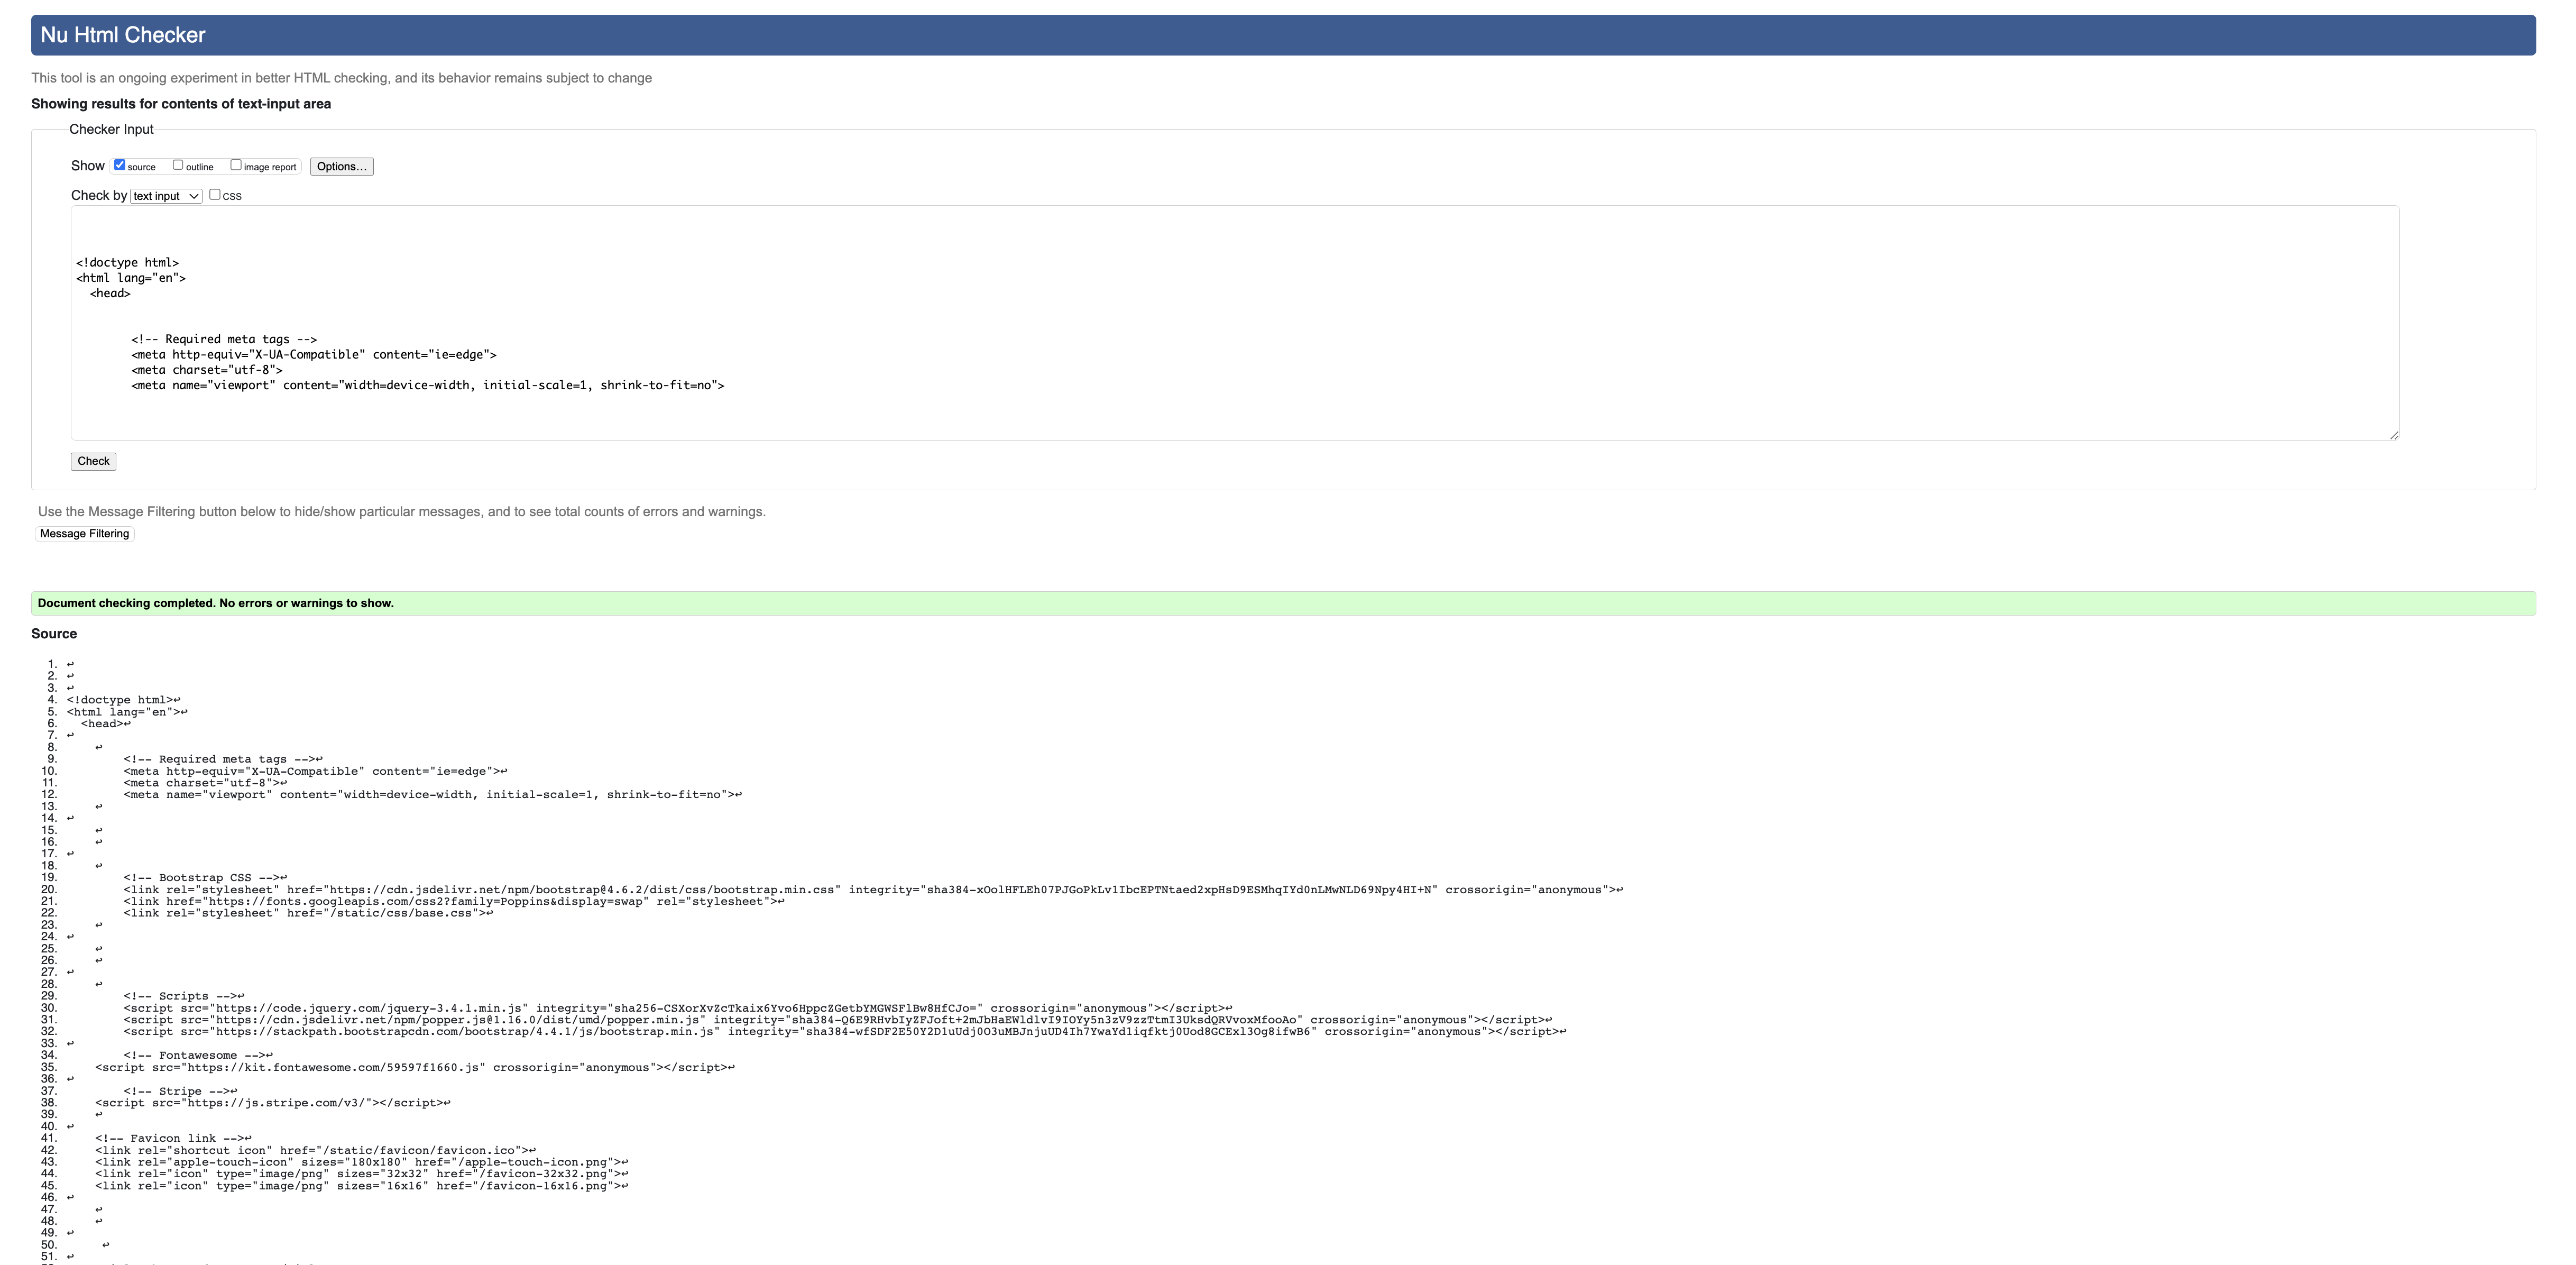 Nu Html Checker
This tool is an ongoing experiment in better HTML checking, and its behavior remains subject to change
Showing results for contents of text-input area
Checker Input
Show source outline image report Options...
Check by text input CSS
<!doctype html>
<html lang="en">
  <head>
        <!-- Required meta tags -->
        <meta http-equiv="X-UA-Compatible" content="ie=edge">
        <meta charset="utf-8">
        <meta name="viewport" content="width=device-width, initial-scale=1, shrink-to-fit=no">
Check
Use the Message Filtering button below to hide/show particular messages, and to see total counts of errors and warnings.
Message Filtering
Document checking completed. No errors or warnings to show.
Source
1. ↩
2. ↩
3. ↩
4. <!doctype html>↩
5. <html lang="en">↩
6.   <head>↩
7. ↩
8.     ↩
9.         <!-- Required meta tags -->↩
10.         <meta http-equiv="X-UA-Compatible" content="ie=edge">↩
11.         <meta charset="utf-8">↩
12.         <meta name="viewport" content="width=device-width, initial-scale=1, shrink-to-fit=no">↩
13.     ↩
14. ↩
15.     ↩
16.     ↩
17. ↩
18.     ↩
19.         <!-- Bootstrap CSS -->↩
20.         <link rel="stylesheet" href="https://cdn.jsdelivr.net/npm/bootstrap@4.6.2/dist/css/bootstrap.min.css" integrity="sha384-xOolHFLEh07PJGoPkLv1IbcEPTNtaed2xpHsD9ESMhqIYd0nLMwNLD69Npy4HI+N" crossorigin="anonymous">↩
21.         <link href="https://fonts.googleapis.com/css2?family=Poppins&display=swap" rel="stylesheet">↩
22.         <link rel="stylesheet" href="/static/css/base.css">↩
23.     ↩
24. ↩
25.     ↩
26.     ↩
27. ↩
28.     ↩
29.         <!-- Scripts -->↩
30.         <script src="https://code.jquery.com/jquery-3.4.1.min.js" integrity="sha256-CSXorXvZcTkaix6Yvo6HppcZGetbYMGWSFlBw8HfCJo=" crossorigin="anonymous"></script>↩
31.         <script src="https://cdn.jsdelivr.net/npm/popper.js@1.16.0/dist/umd/popper.min.js" integrity="sha384-Q6E9RHvbIyZFJoft+2mJbHaEWldlvI9IOYy5n3zV9zzTtmI3UksdQRVvoxMfooAo" crossorigin="anonymous"></script>↩
32.         <script src="https://stackpath.bootstrapcdn.com/bootstrap/4.4.1/js/bootstrap.min.js" integrity="sha384-wfSDF2E50Y2D1uUdj0O3uMBJnjuUD4Ih7YwaYd1iqfktj0Uod8GCExl3Og8ifwB6" crossorigin="anonymous"></script>↩
33. ↩
34.         <!-- Fontawesome -->↩
35.     <script src="https://kit.fontawesome.com/59597f1660.js" crossorigin="anonymous"></script>↩
36. ↩
37.         <!-- Stripe -->↩
38.     <script src="https://js.stripe.com/v3/"></script>↩
39.     ↩
40. ↩
41.     <!-- Favicon link -->↩
42.     <link rel="shortcut icon" href="/static/favicon/favicon.ico">↩
43.     <link rel="apple-touch-icon" sizes="180x180" href="/apple-touch-icon.png">↩
44.     <link rel="icon" type="image/png" sizes="32x32" href="/favicon-32x32.png">↩
45.     <link rel="icon" type="image/png" sizes="16x16" href="/favicon-16x16.png">↩
46. ↩
47.     ↩
48.     ↩
49. ↩
50.      ↩
51. ↩